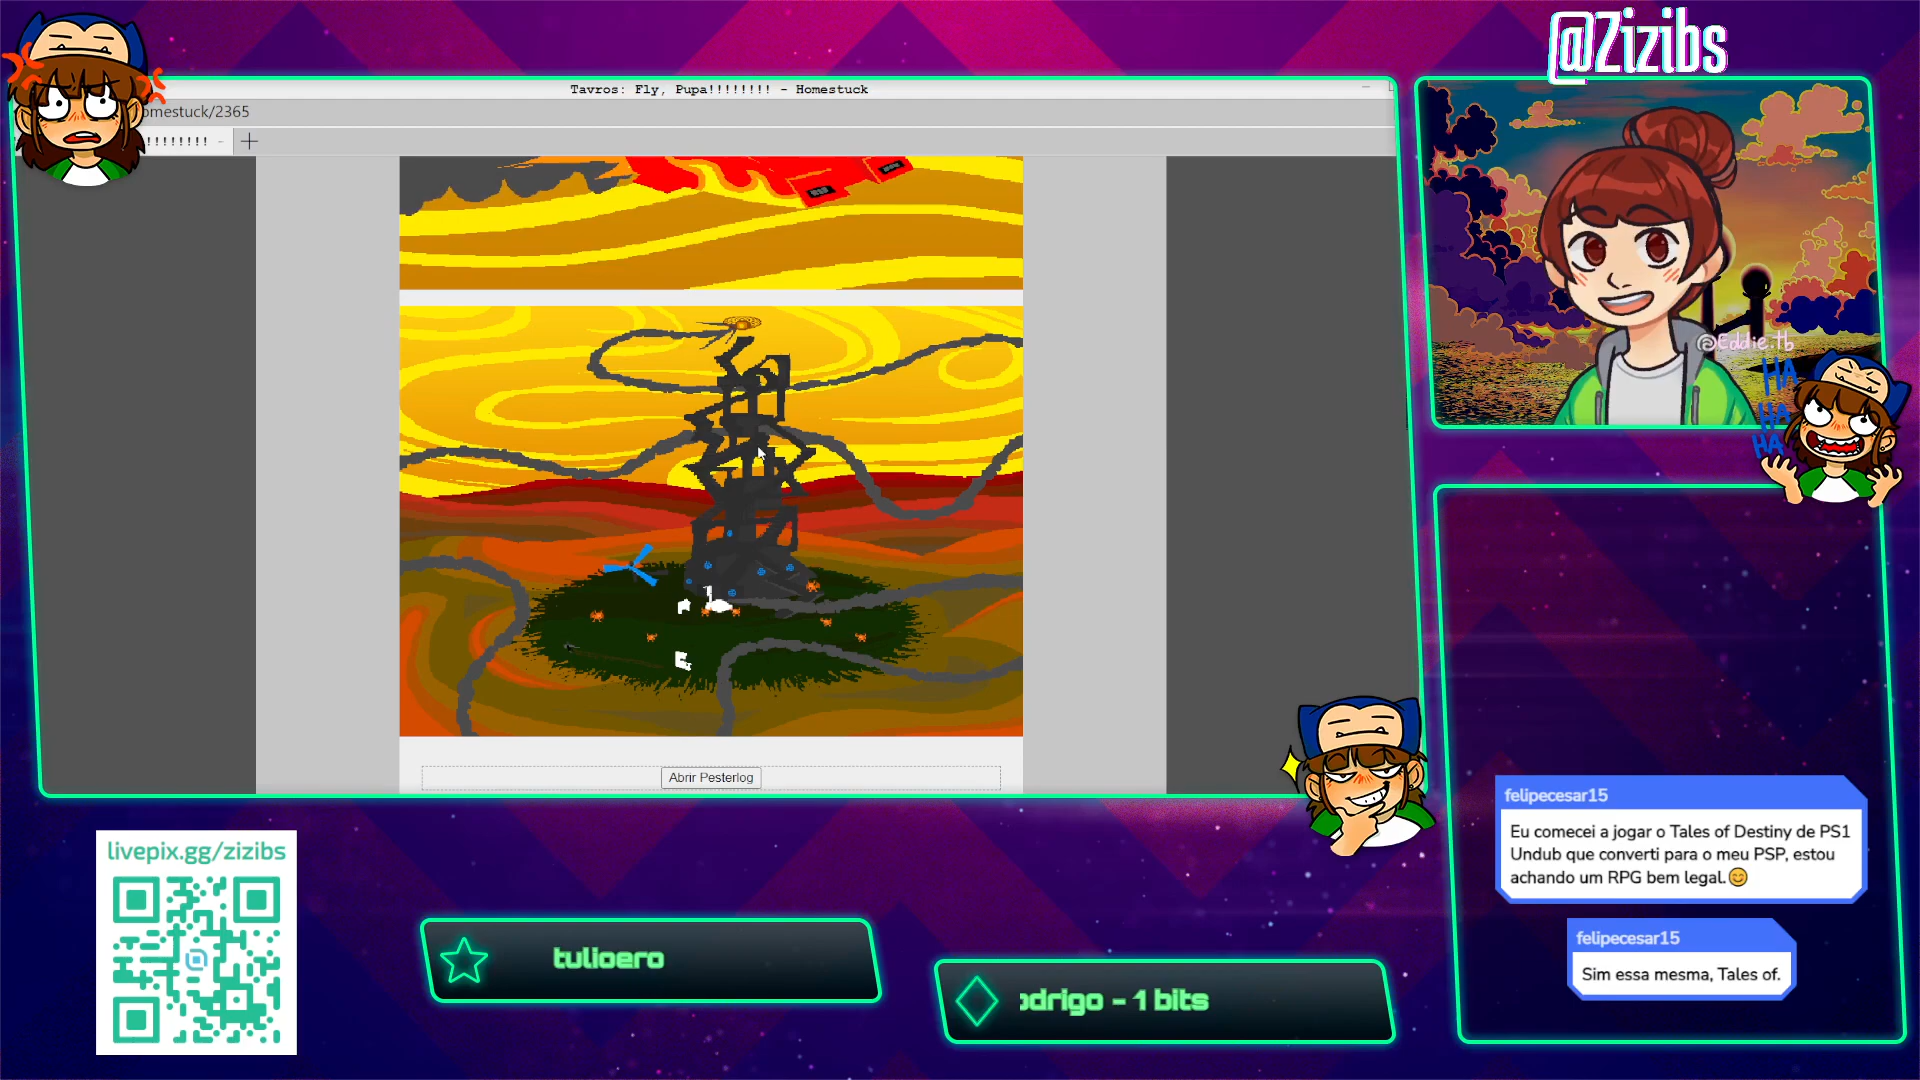 @Zizibs
Tavros: Fly, Pupa!!!!!!!! - Homestuck
omestuck/2365
!!!!!!!! -
@Eddie.tb
HA
HA
HA
Abrir Pesterlog
felipecesar15
Eu comecei a jogar o Tales of Destiny de PS1
Undub que converti para o meu PSP, estou
achando um RPG bem legal.😊
felipecesar15
Sim essa mesma, Tales of.
livepix.gg/zizibs
tulioero
odrigo - 1 bits